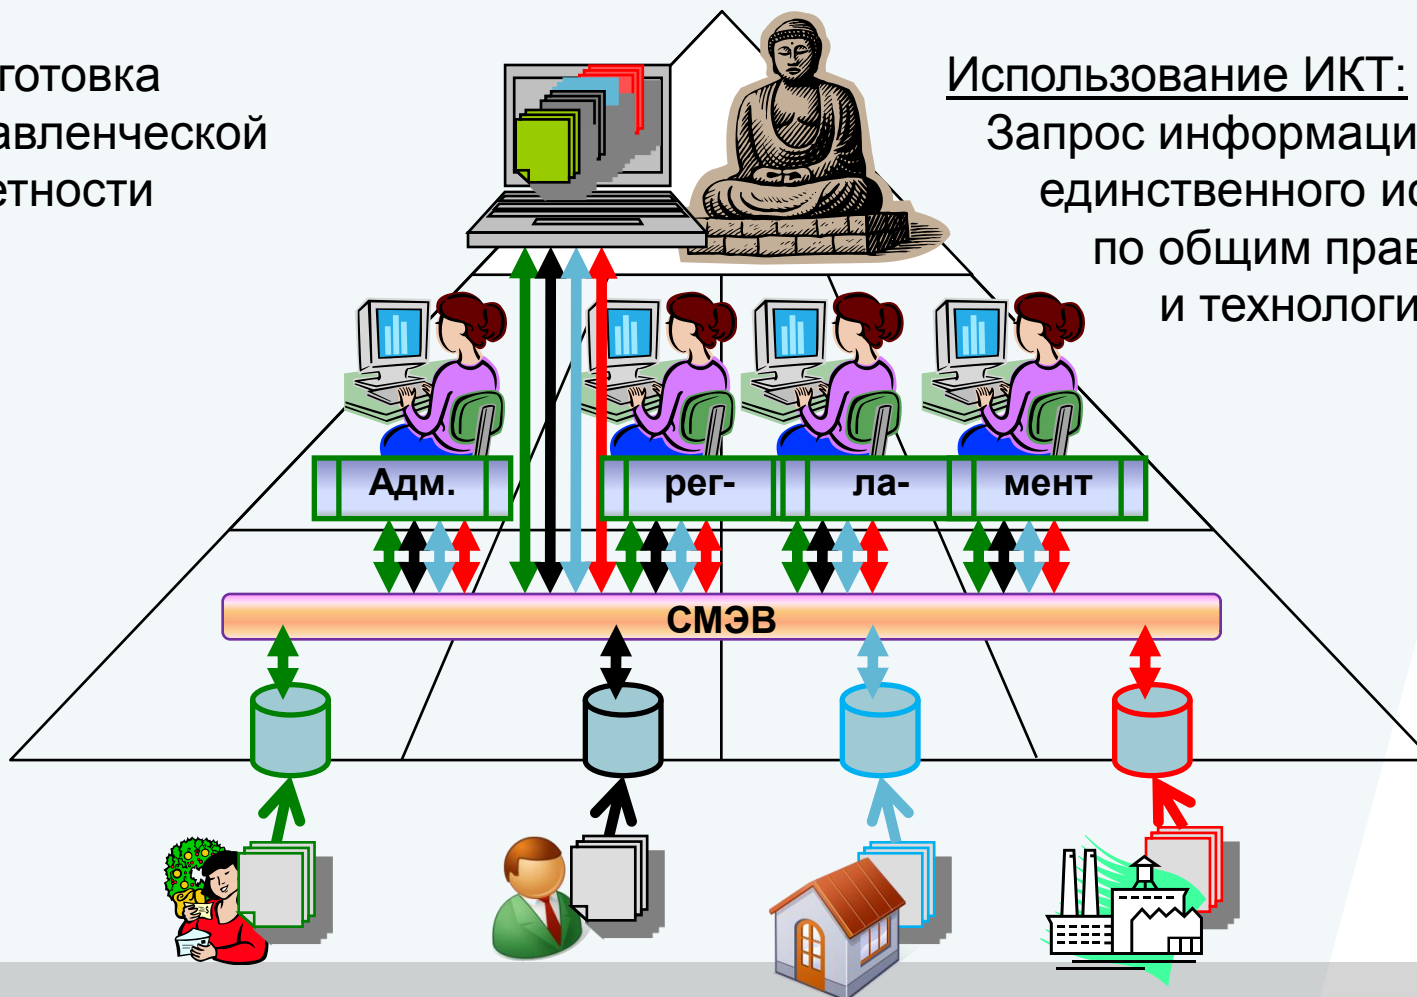 готовка
авленческой
етности
Использование ИКТ:
Запрос информаци
единственного ис
по общим прав
и технологи
Адм.
рег-
ла-
мент
СМЭВ